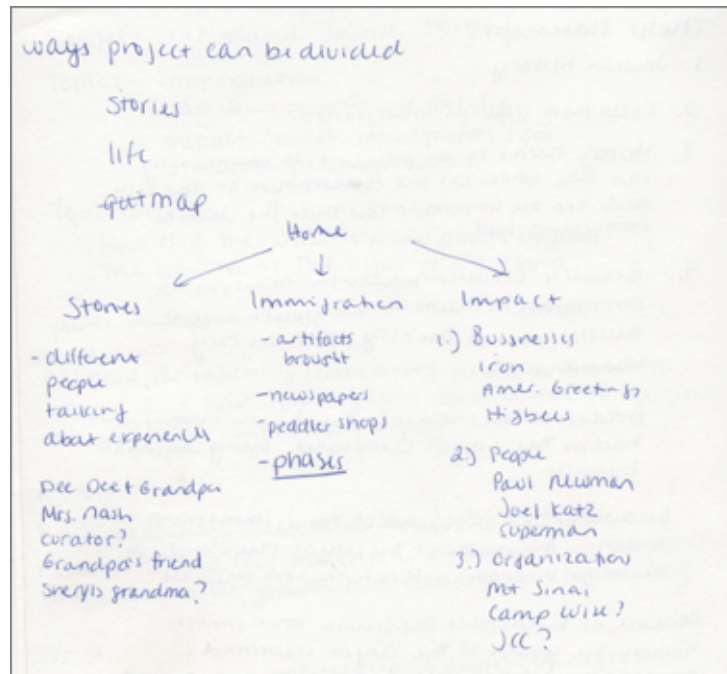 ways project can be divided
Stories
life
put map
Home
Stories
- different
people
talking
about experiences
Dee Dee + Grandpa
Mrs. Nash
curator?
Grandpa's friend
Sheryl's grandma?
Immigration
- artifacts
brought
- newspapers
- peddler shops
- phases
Impact
1.) Bussnesses
iron
Amer. Greetings
Higbees
2.) People
Paul Newman
Joel Katz
superman
3.) Organization
Mt Sinai
Camp Wise?
JCC?